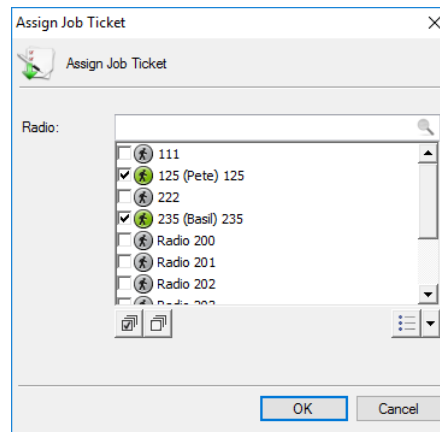 Assign Job Ticket
Assign Job Ticket
Radio:
111
125 (Pete) 125
222
235 (Basil) 235
Radio 200
Radio 201
Radio 202
OK Cancel